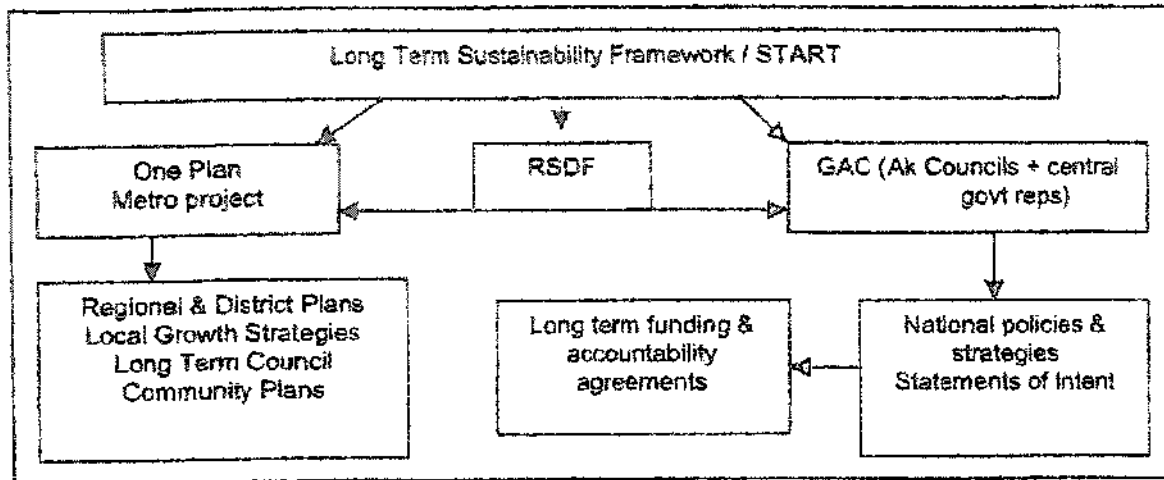 Long Term Sustainability Framework / START
One Plan
Metro project
RSDF
GAC (Ak Councils + central
govt reps)
Regional & District Plans
Local Growth Strategies
Long Term Council
Community Plans
Long term funding &
accountability
agreements
National policies &
strategies
Statements of Intent